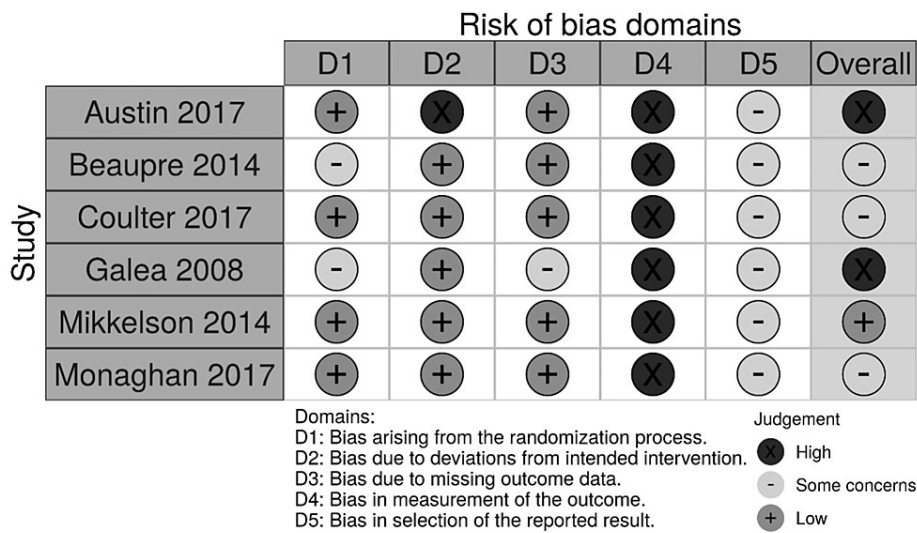 Risk of bias domains
D1 D2 D3 D4 D5 Overall
Study
Austin 2017 + X + X - X
Beaupre 2014 - + + X - -
Coulter 2017 + + + X - -
Galea 2008 - + - X - X
Mikkelson 2014 + + + X - +
Monaghan 2017 + + + X - -
Domains:
D1: Bias arising from the randomization process.
D2: Bias due to deviations from intended intervention.
D3: Bias due to missing outcome data.
D4: Bias in measurement of the outcome.
D5: Bias in selection of the reported result.
Judgement
X High
- Some concerns
+ Low